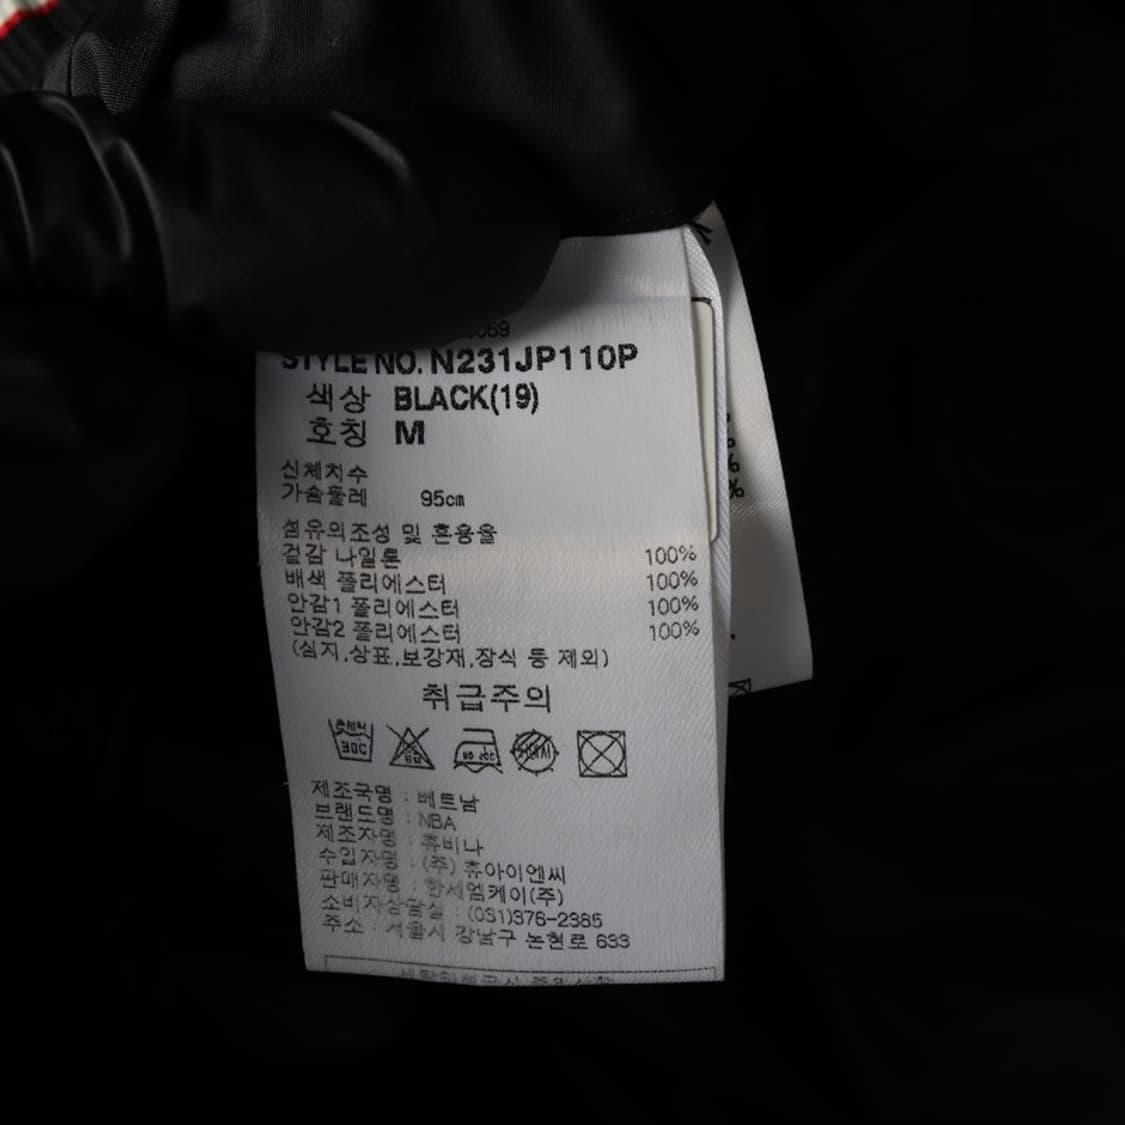 STYLE NO. N231JP110P
색상 BLACK(19)
호칭 M
신체치수
가슴둘레 95cm
섬유의조성 및 혼용율
겉감 나일론 100%
배색 폴리에스터 100%
안감1 폴리에스터 100%
안감2 폴리에스터 100%
(심지,상표,보강재,장식 등 제외)
취급주의
제조국명 : 베트남
브랜드명 : NBA
제조자명 : 휴비나
수입자명 : (주) 휴아이엔씨
판매자명 : 한세엠케이(주)
소비자상담실 : (031)376-2385
주소 : 서울시 강남구 논현로 633